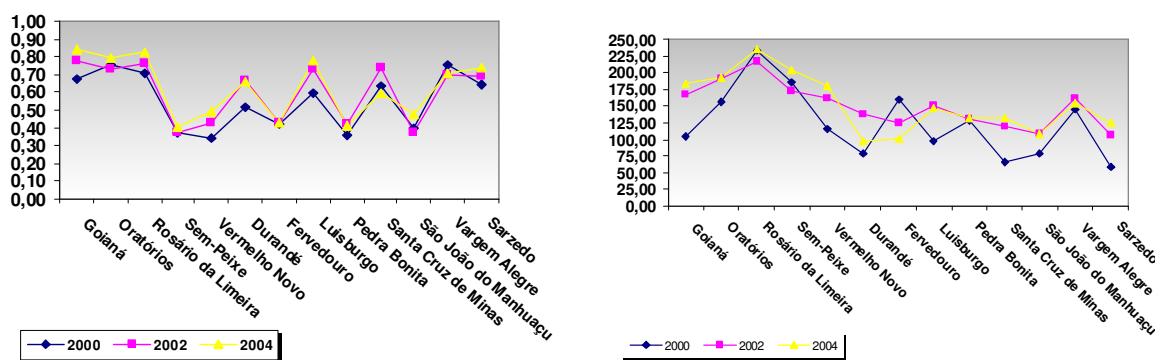 1,00
0,90
0,80
0,70
0,60
0,50
0,40
0,30
0,20
0,10
0,00
Goianá
Oratórios
Rosário da Limeira
Sem-Peixe
Vermelho Novo
Durandé
Fervedouro
Luisburgo
Pedra Bonita
Santa Cruz de Minas
São João do Manhuaçu
Vargem Alegre
Sarzedo
2000 2002 2004
250,00
225,00
200,00
175,00
150,00
125,00
100,00
75,00
50,00
25,00
0,00
Goianá
Oratórios
Rosário da Limeira
Sem-Peixe
Vermelho Novo
Durandé
Fervedouro
Luisburgo
Pedra Bonita
Santa Cruz de Minas
São João do Manhuaçu
Vargem Alegre
Sarzedo
2000 2002 2004